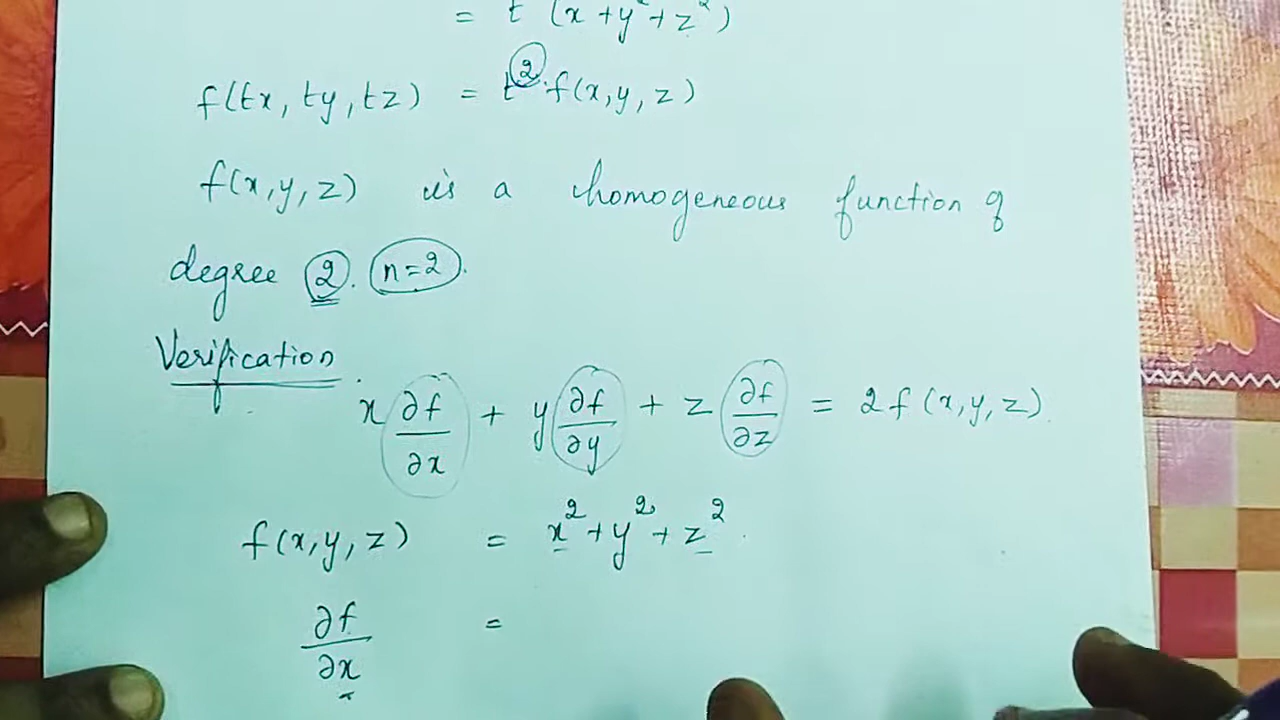 = t² (x² + y² + z²)
f(tx, ty, tz) = t². f(x, y, z)
f(x, y, z) is a homogeneous function of
degree 2. n=2.
Verification
x ∂f/∂x + y ∂f/∂y + z ∂f/∂z = 2f(x, y, z).
f(x, y, z) = x² + y² + z².
∂f/∂x =